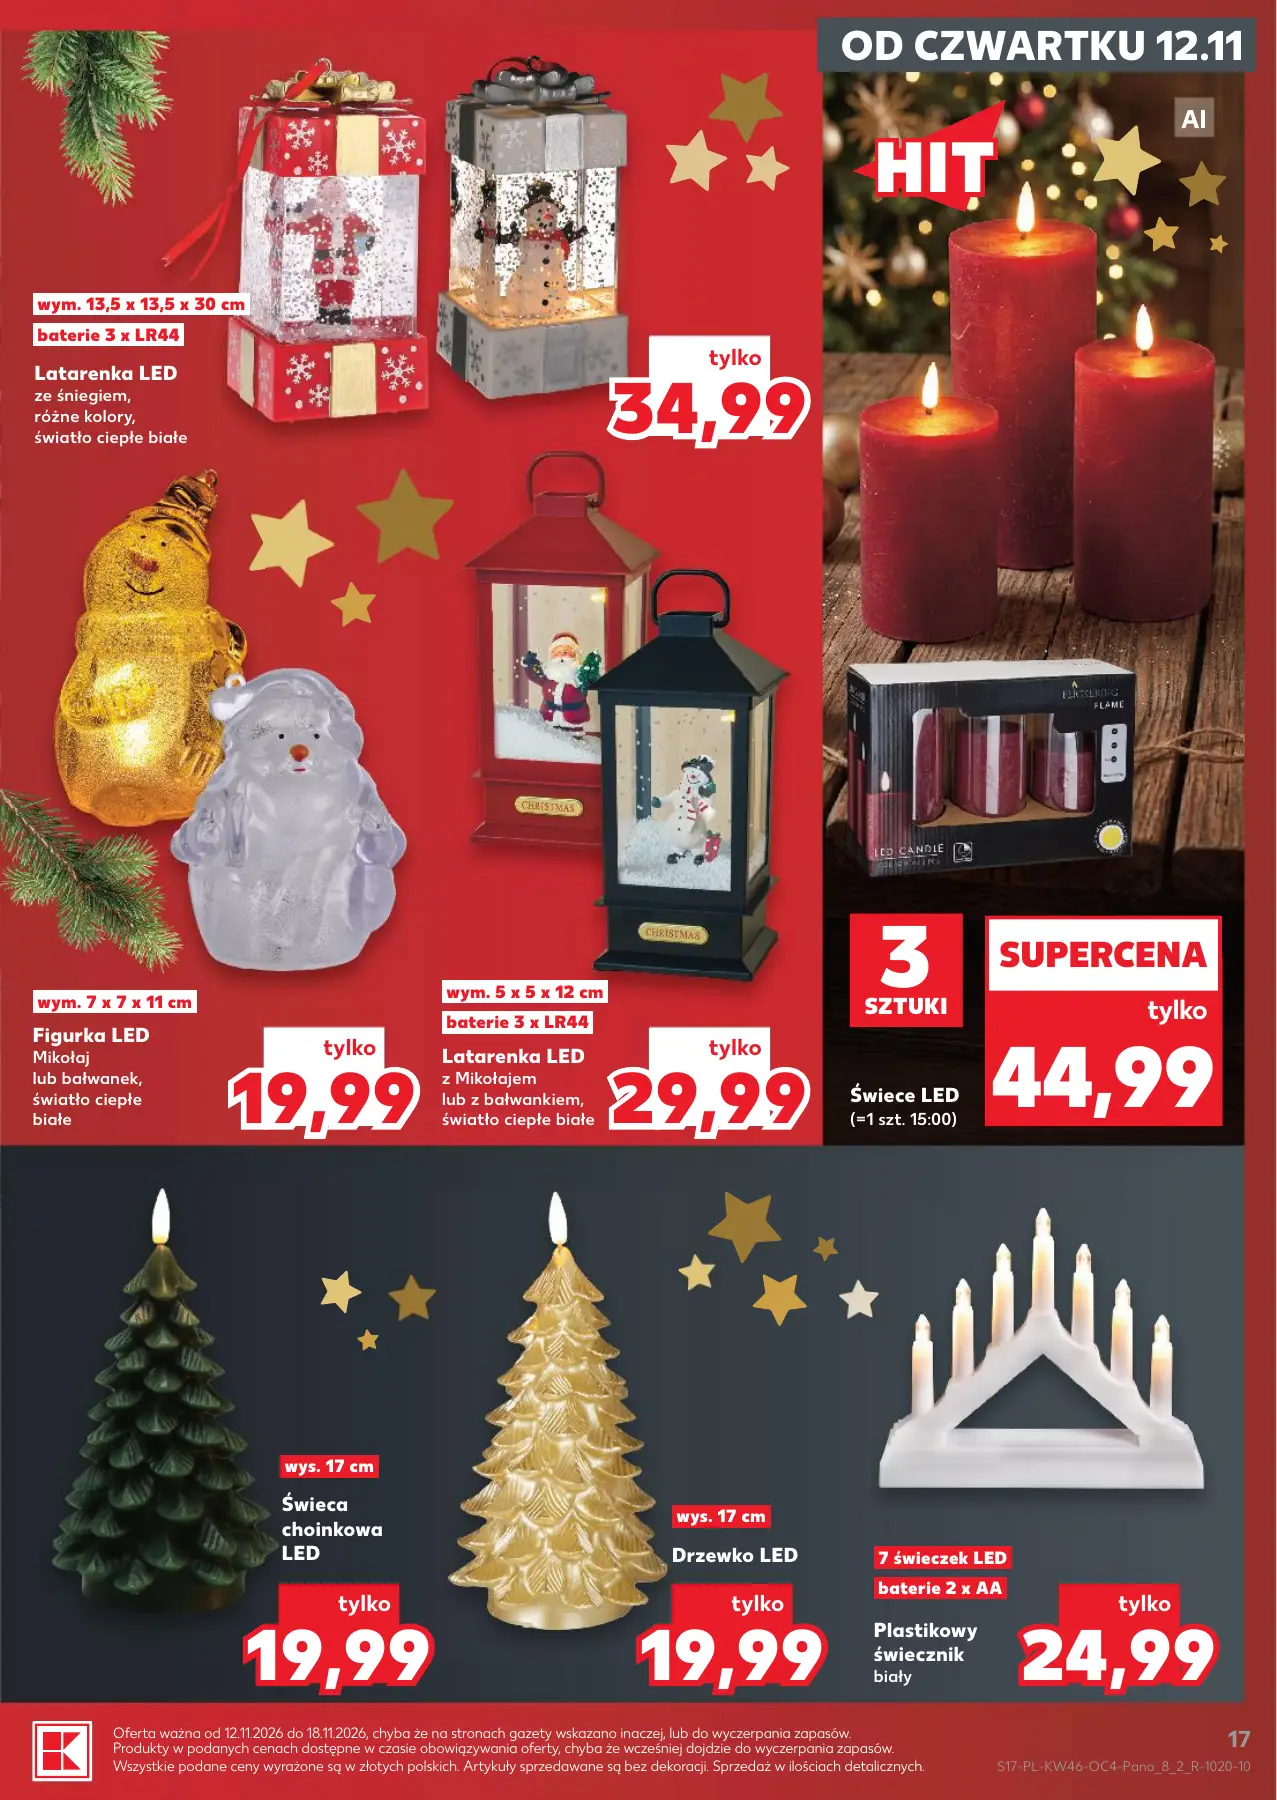 OD CZWARTKU 12.11
AI
HIT
wym. 13,5 x 13,5 x 30 cm
baterie 3 x LR44
Latarenka LED
ze śniegiem,
różne kolory,
światło ciepłe białe
tylko
34,99
CHRISTMAS
CHRISTMAS
FLAME
LED CANDLE
wym. 7 x 7 x 11 cm
Figurka LED
Mikołaj
lub bałwanek,
światło ciepłe
białe
tylko
19,99
wym. 5 x 5 x 12 cm
baterie 3 x LR44
Latarenka LED
z Mikołajem
lub z bałwankiem,
światło ciepłe białe
tylko
29,99
3
SZTUKI
Świece LED
(=1 szt. 15:00)
SUPERCENA
tylko
44,99
wys. 17 cm
Świeca
choinkowa
LED
tylko
19,99
wys. 17 cm
Drzewko LED
tylko
19,99
7 świeczek LED
baterie 2 x AA
Plastikowy
świecznik
biały
tylko
24,99
Oferta ważna od 12.11.2026 do 18.11.2026, chyba że na stronach gazety wskazano inaczej, lub do wyczerpania zapasów.
Produkty w podanych cenach dostępne w czasie obowiązywania oferty, chyba że wcześniej dojdzie do wyczerpania zapasów.
Wszystkie podane ceny wyrażone są w złotych polskich. Artykuły sprzedawane są bez dekoracji. Sprzedaż w ilościach detalicznych.
17
S17-PL-KW46-OC4-Pano_8_2_R-1020-10